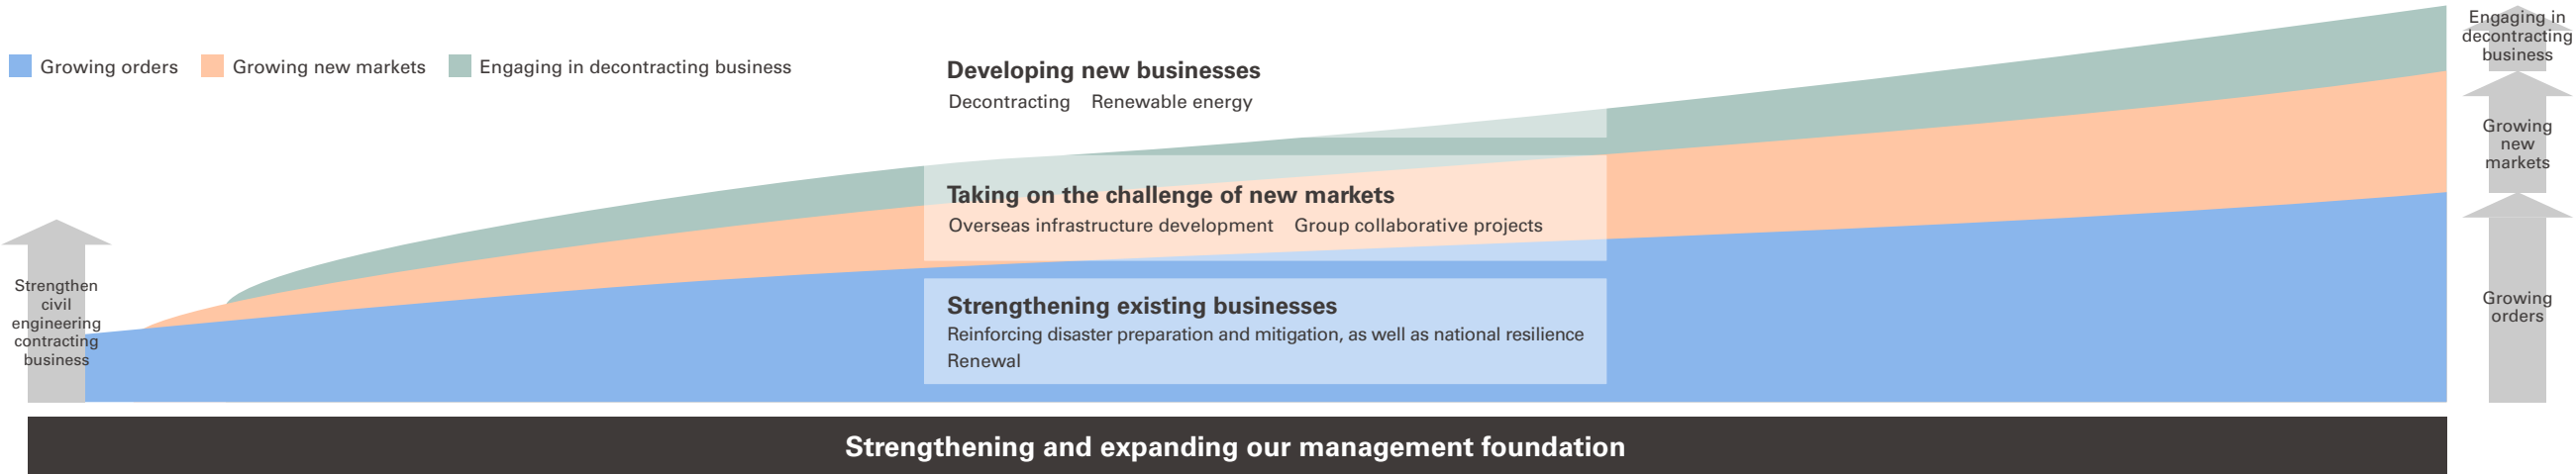 Growing orders
Growing new markets
Engaging in decontracting business
Developing new businesses
Decontracting Renewable energy
Taking on the challenge of new markets
Overseas infrastructure development Group collaborative projects
Strengthening existing businesses
Reinforcing disaster preparation and mitigation, as well as national resilience
Renewal
Strengthen
civil
engineering
contracting
business
Engaging in
decontracting
business
Growing
new
markets
Growing
orders
Strengthening and expanding our management foundation